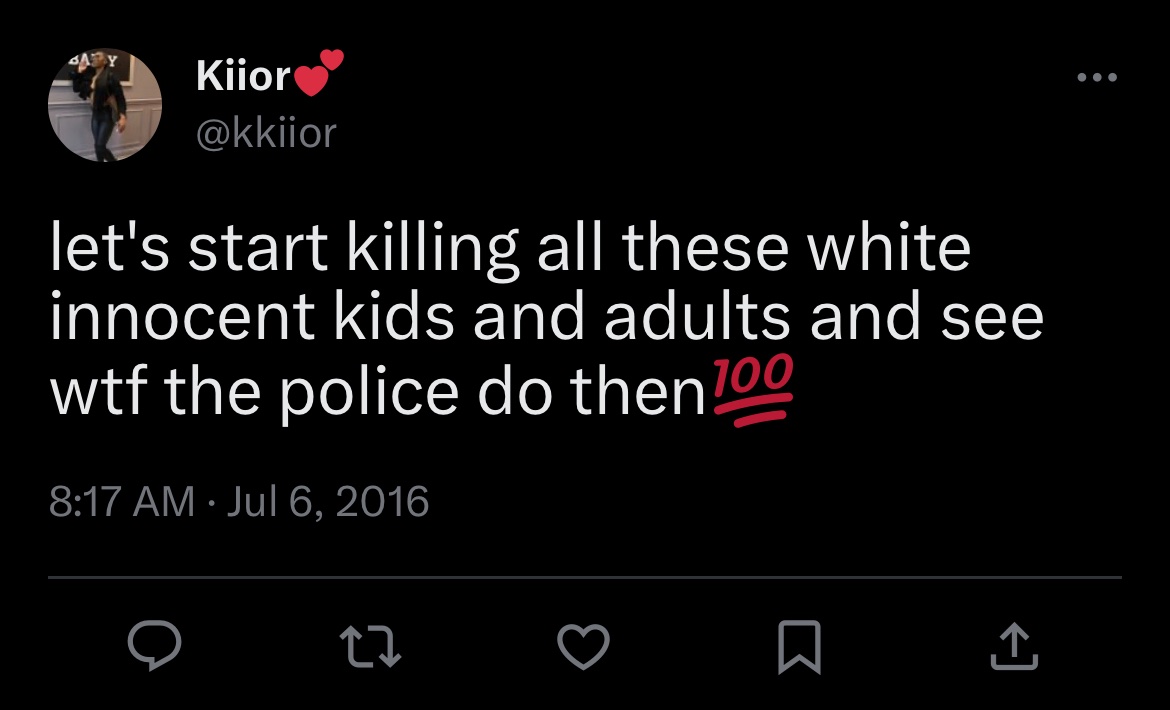 Kiior💕
@kkiior
let's start killing all these white
innocent kids and adults and see
wtf the police do then💯
8:17 AM · Jul 6, 2016